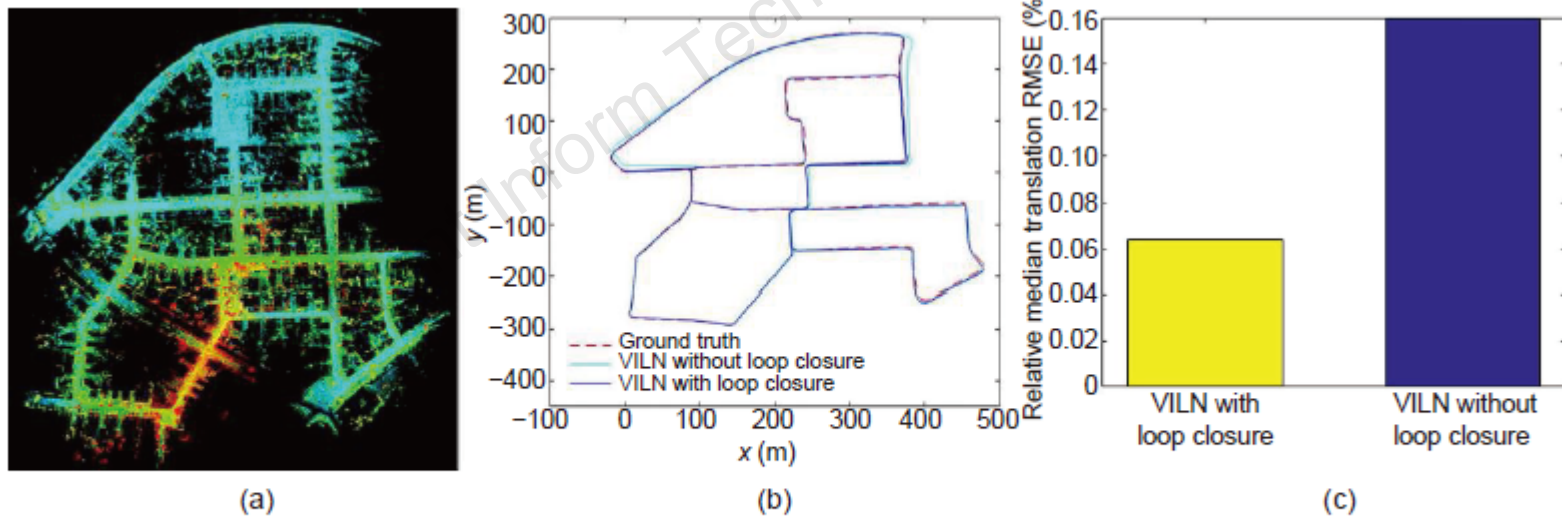 300
200
100
0
−100
−200
−300
−400
−100
0
100
200
300
400
500
x (m)
y (m)
Ground truth
VILN without loop closure
VILN with loop closure
Relative median translation RMSE (%
0.16
0.14
0.12
0.10
0.08
0.06
0.04
0.02
0
VILN with
loop closure
VILN without
loop closure
Inform Tech
(a)
(b)
(c)